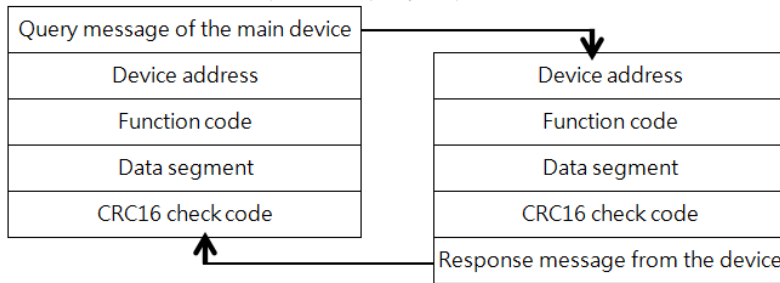 Query message of the main device
Device address
Function code
Data segment
CRC16 check code
Device address
Function code
Data segment
CRC16 check code
Response message from the device